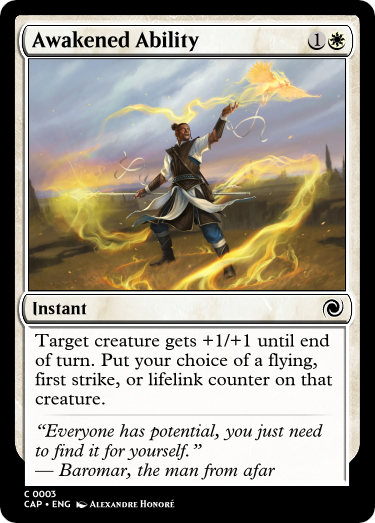 Awakened Ability 1
Instant
Target creature gets +1/+1 until end
of turn. Put your choice of a flying,
first strike, or lifelink counter on that
creature.
“Everyone has potential, you just need
to find it for yourself.”
— Baromar, the man from afar
C 0003
CAP • ENG Alexandre Honoré